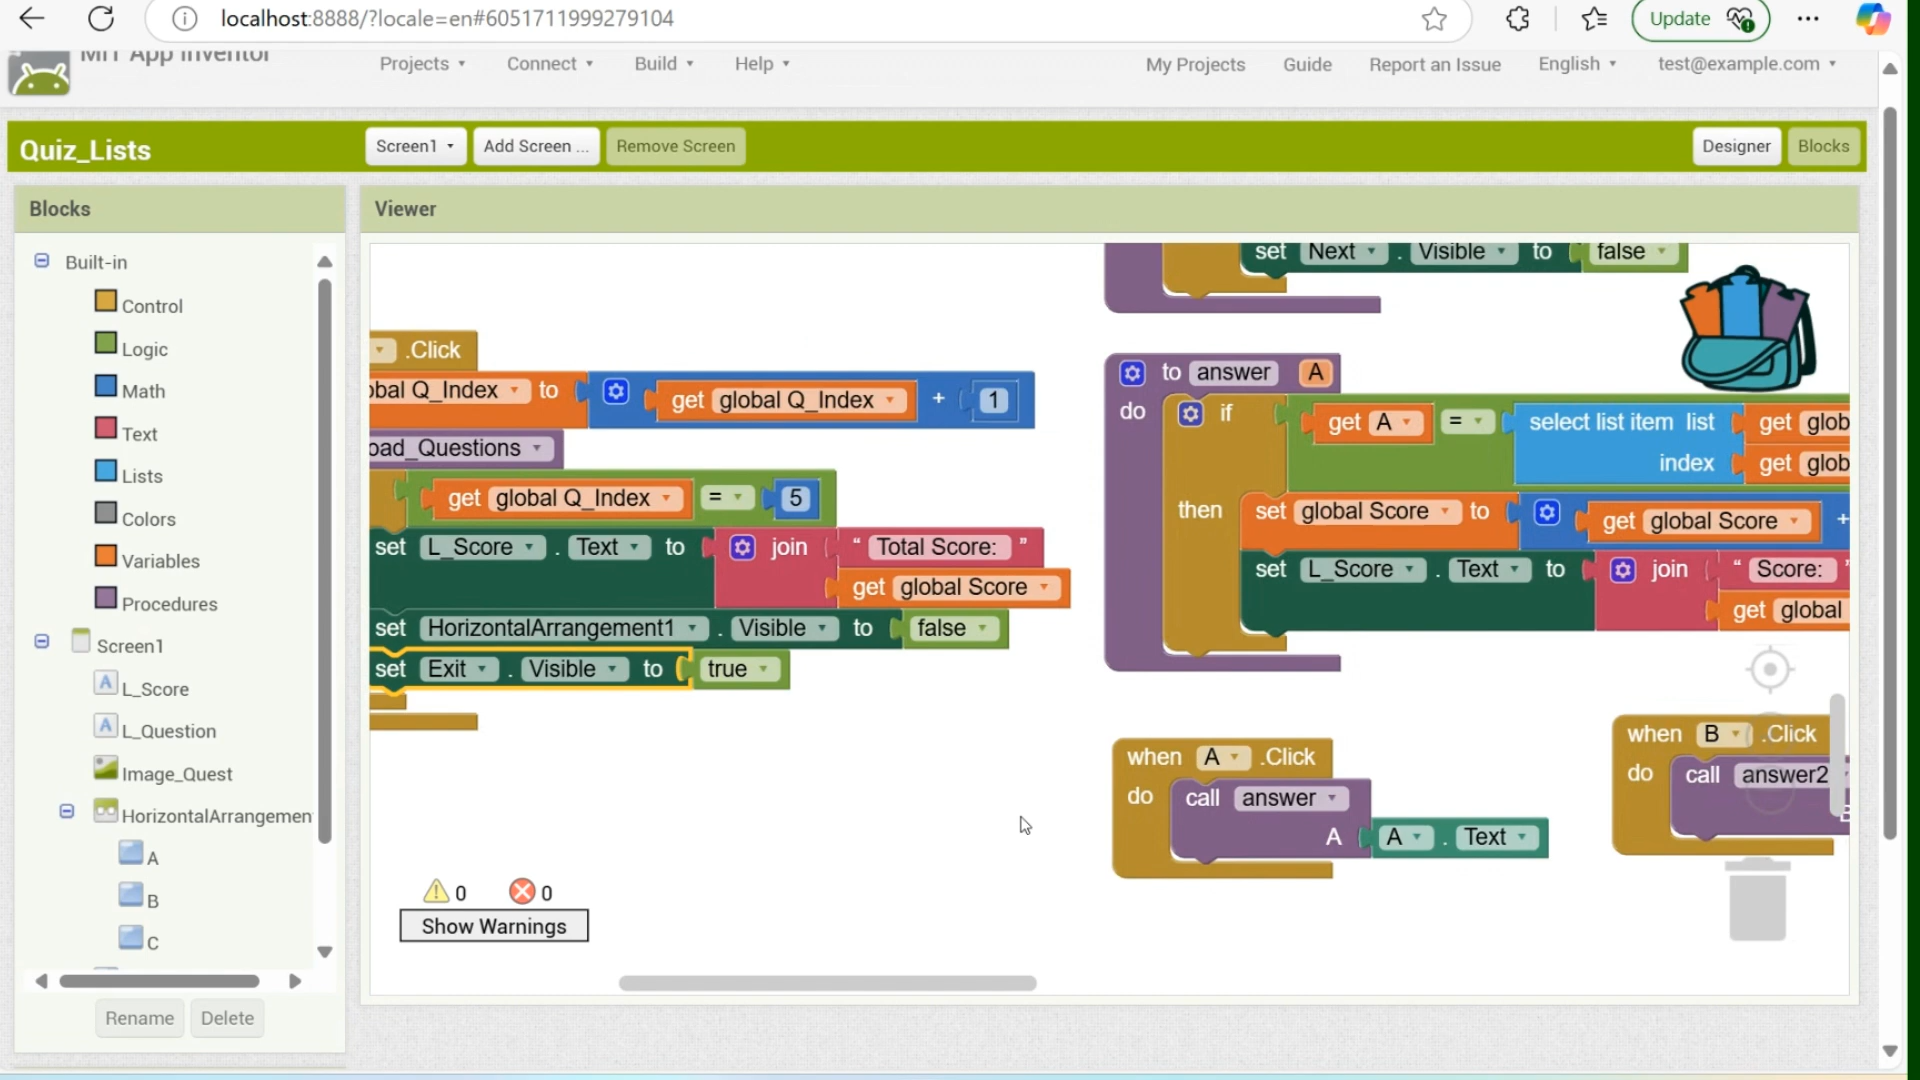 localhost:8888/?locale=en#6051711999279104
Update
MIT App Inventor
Projects
Connect
Build
Help
My Projects
Guide
Report an Issue
English
test@example.com
Quiz_Lists
Screen1
Add Screen ...
Remove Screen
Designer
Blocks
Blocks
Built-in
Control
Logic
Math
Text
Lists
Colors
Variables
Procedures
Screen1
L_Score
L_Question
Image_Quest
HorizontalArrangemen
A
B
C
Rename
Delete
Viewer
.Click
obal Q_Index to get global Q_Index + 1
oad_Questions
get global Q_Index = 5
set L_Score . Text to join “ Total Score: ”
get global Score
set HorizontalArrangement1 . Visible to false
set Exit . Visible to true
0 0
Show Warnings
set Next . Visible to false
to answer A
do if get A = select list item list get glob
index get glob
then set global Score to get global Score +
set L_Score . Text to join “ Score: ”
get global
when A .Click
do call answer
A A . Text
when B .Click
do call answer2